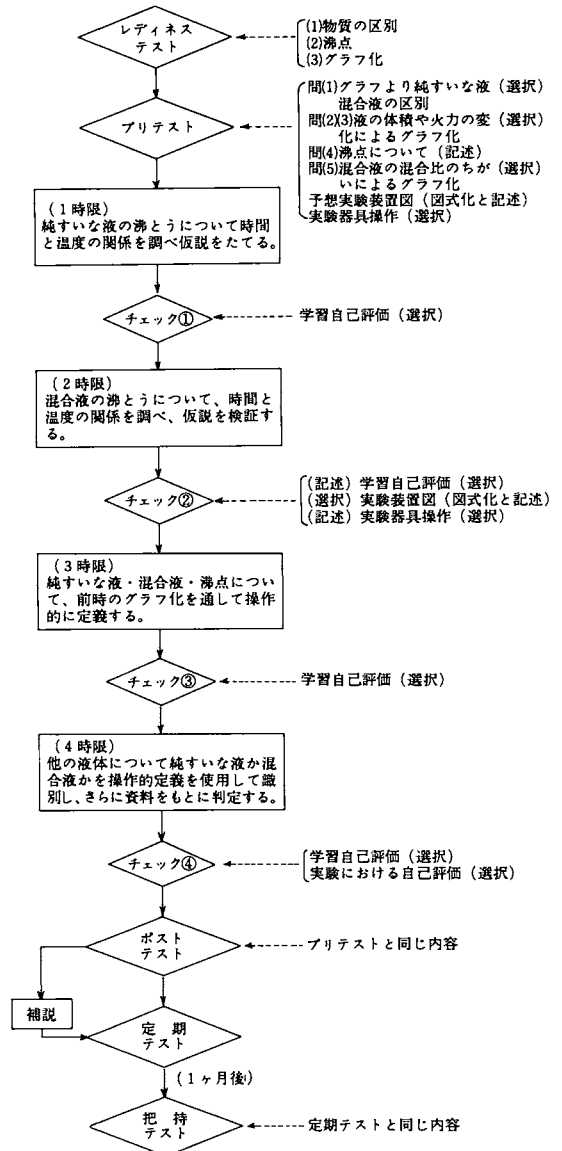 レディネス
テスト
(1)物質の区別
(2)沸点
(3)グラフ化
プリテスト
問(1)グラフより純すいな液(選択)
混合液の区別
問(2)(3)液の体積や火力の変(選択)
化によるグラフ化
問(4)沸点について(記述)
問(5)混合液の混合比のちが(選択)
いによるグラフ化
予想実験装置図(図式化と記述)
実験器具操作(選択)
(1時限)
純すいな液の沸とうについて時間
と温度の関係を調べ仮説をたてる。
チェック①
学習自己評価(選択)
(2時限)
混合液の沸とうについて、時間と
温度の関係を調べ、仮説を検証す
る。
チェック②
(記述)学習自己評価(選択)
(選択)実験装置図(図式化と記述)
(記述)実験器具操作(選択)
(3時限)
純すいな液・混合液・沸点につい
て、前時のグラフ化を通して操作
的に定義する。
チェック③
学習自己評価(選択)
(4時限)
他の液体について純すいな液か混
合液かを操作的定義を使用して識
別し、さらに資料をもとに判定する。
チェック④
学習自己評価(選択)
実験における自己評価(選択)
ポスト
テスト
プリテストと同じ内容
補説
定 期
テスト
(1ヶ月後)
把 持
テスト
定期テストと同じ内容